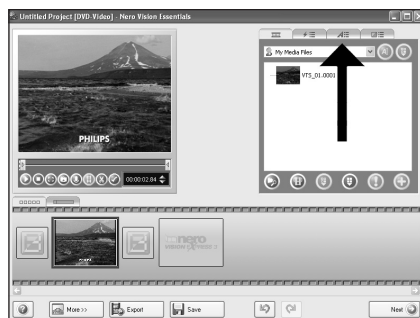 Untitled Project [DVD-Video] - Nero Vision Essentials
My Media Files
VTS_01.0001
PHILIPS
00:00:02.84
nero
More >>
Export
Save
Next